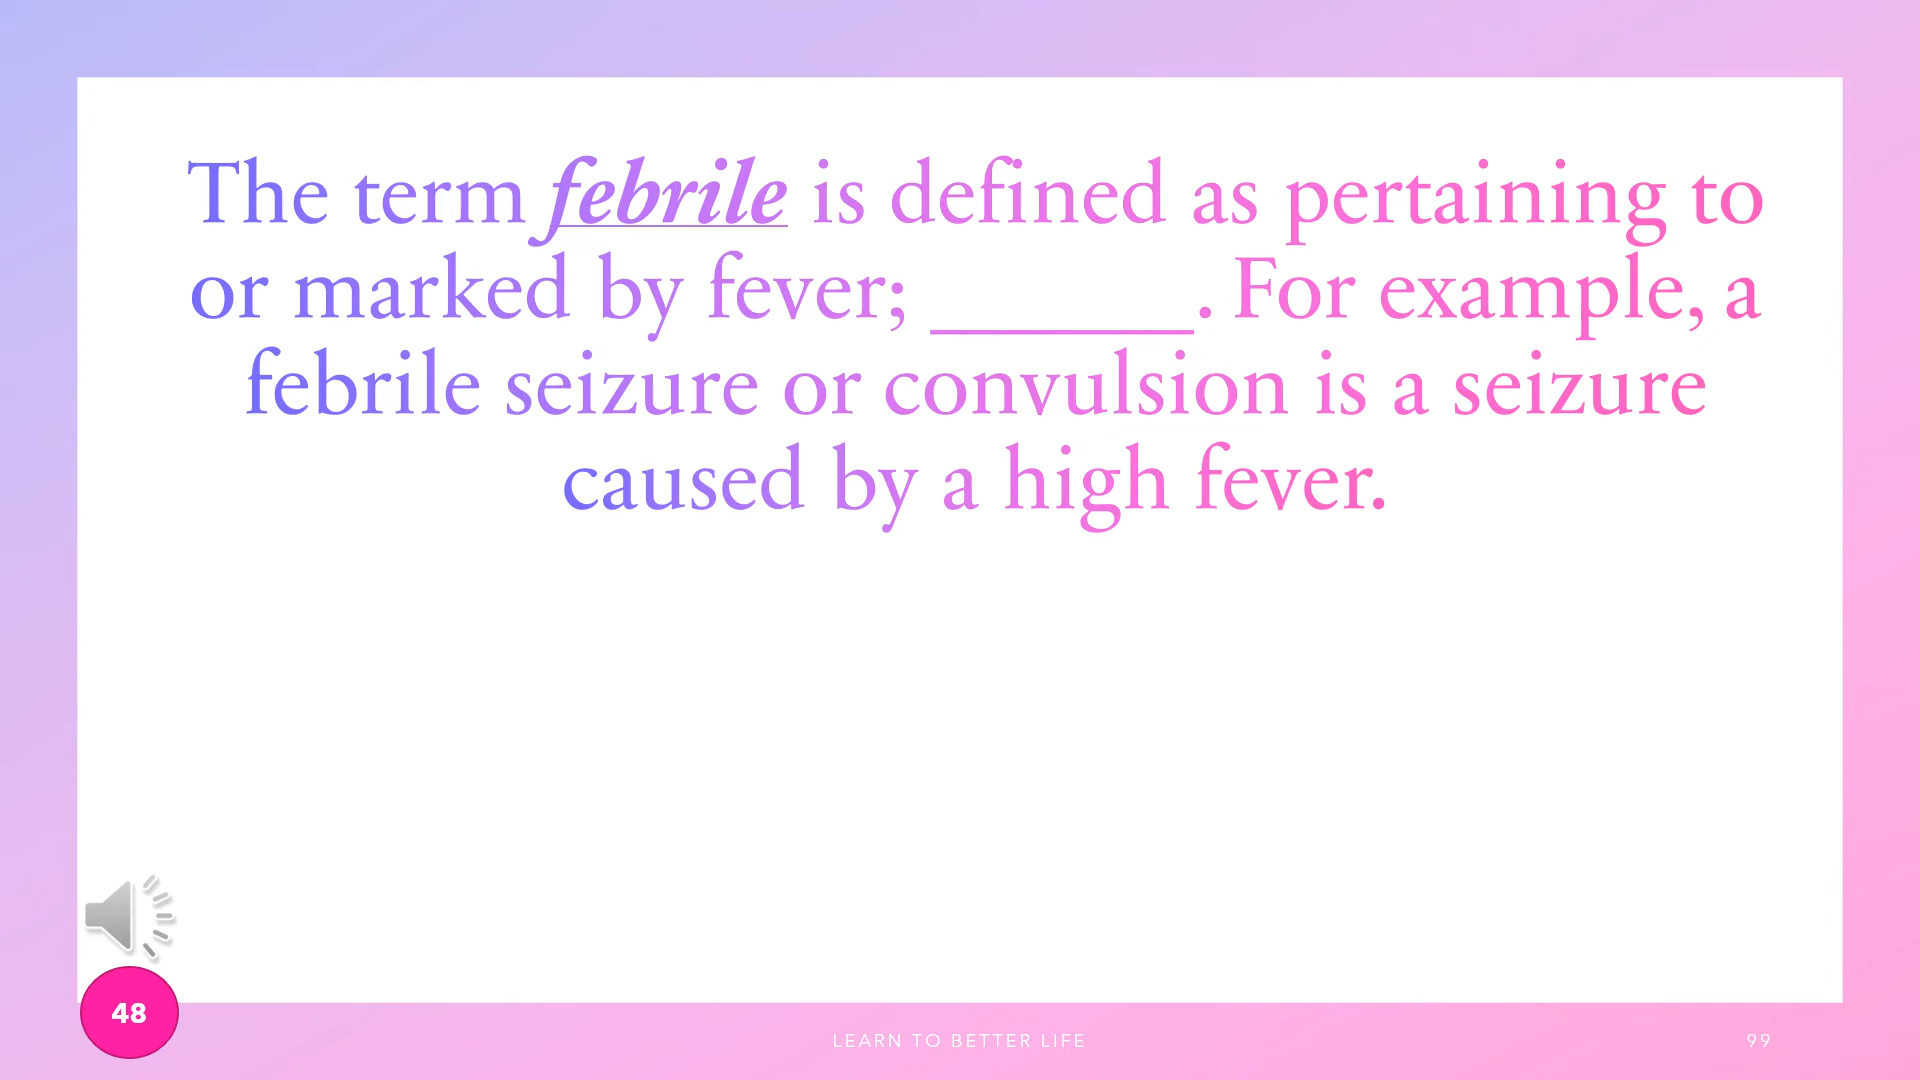 The term febrile is defined as pertaining to
or marked by fever; ________. For example, a
febrile seizure or convulsion is a seizure
caused by a high fever.
48
LEARN TO BETTER LIFE
99